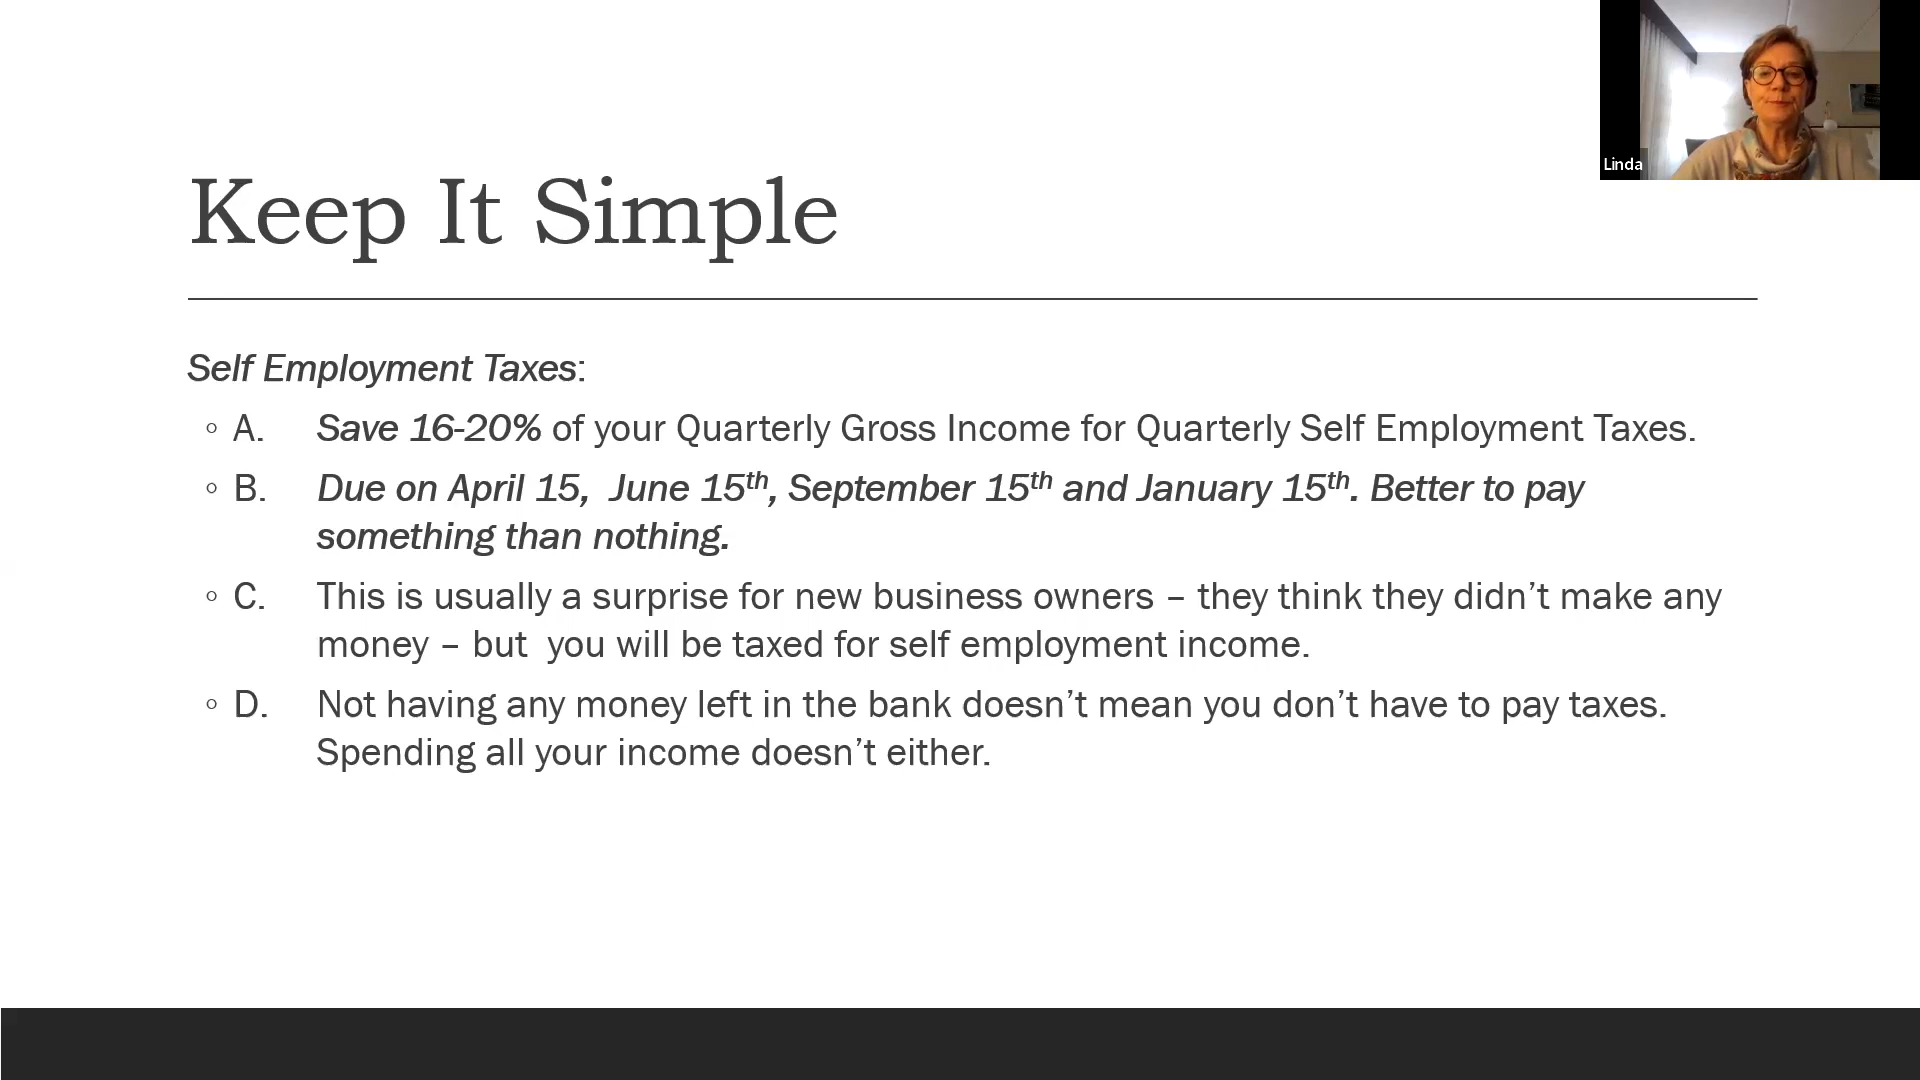 Linda
Keep It Simple
Self Employment Taxes:
◦ A. Save 16-20% of your Quarterly Gross Income for Quarterly Self Employment Taxes.
◦ B. Due on April 15,  June 15th, September 15th and January 15th. Better to pay
something than nothing.
◦ C. This is usually a surprise for new business owners – they think they didn’t make any
money – but  you will be taxed for self employment income.
◦ D. Not having any money left in the bank doesn’t mean you don’t have to pay taxes.
Spending all your income doesn’t either.